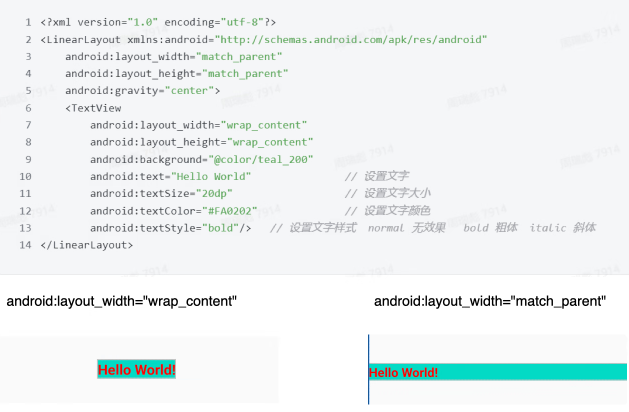 1 <?xml version="1.0" encoding="utf-8"?>
2 <LinearLayout xmlns:android="http://schemas.android.com/apk/res/android"
3 android:layout_width="match_parent"
4 android:layout_height="match_parent"
5 android:gravity="center">
6 <TextView
7 android:layout_width="wrap_content"
8 android:layout_height="wrap_content"
9 android:background="@color/teal_200"
10 android:text="Hello World" // 设置文字
11 android:textSize="20dp" // 设置文字大小
12 android:textColor="#FA0202" // 设置文字颜色
13 android:textStyle="bold"/> // 设置文字样式 normal 无效果 bold 粗体 italic 斜体
14 </LinearLayout>
android:layout_width="wrap_content" android:layout_width="match_parent"
Hello World! Hello World!